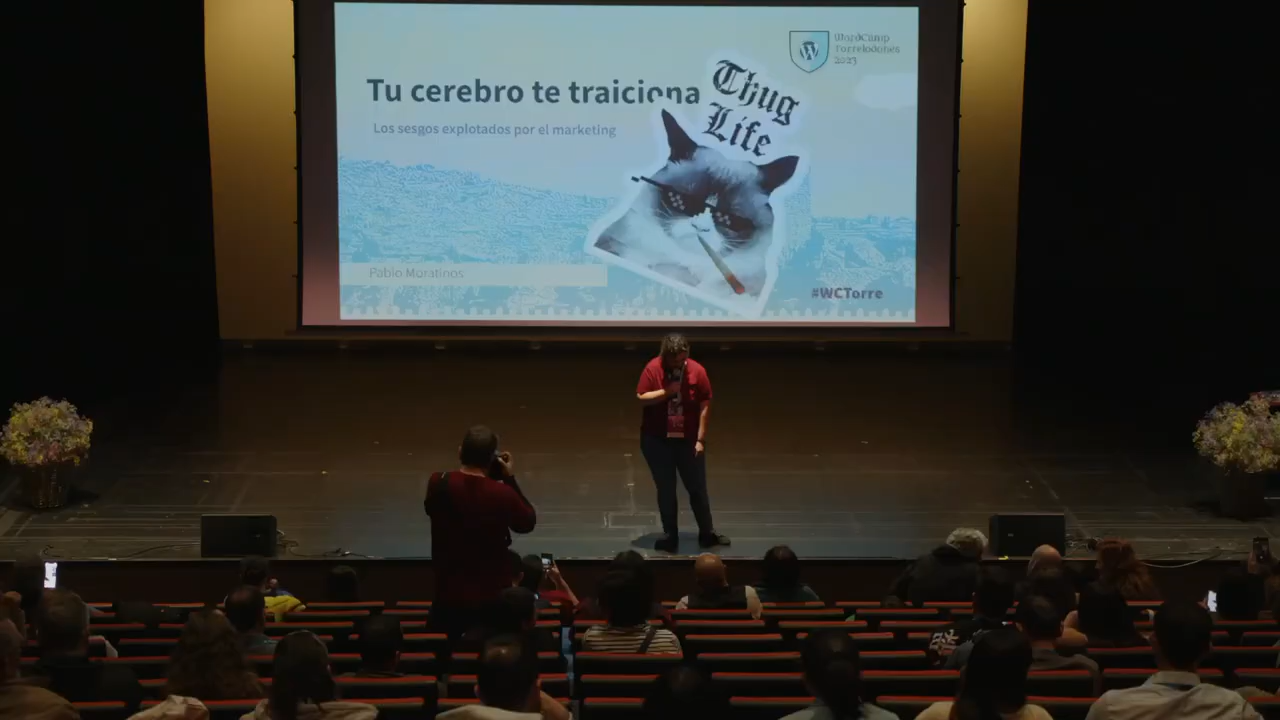 WordCamp
Torrelodones
2023
Tu cerebro te traiciona
Los sesgos explotados por el marketing
Thug
Life
Pablo Moratinos
#WCTorre